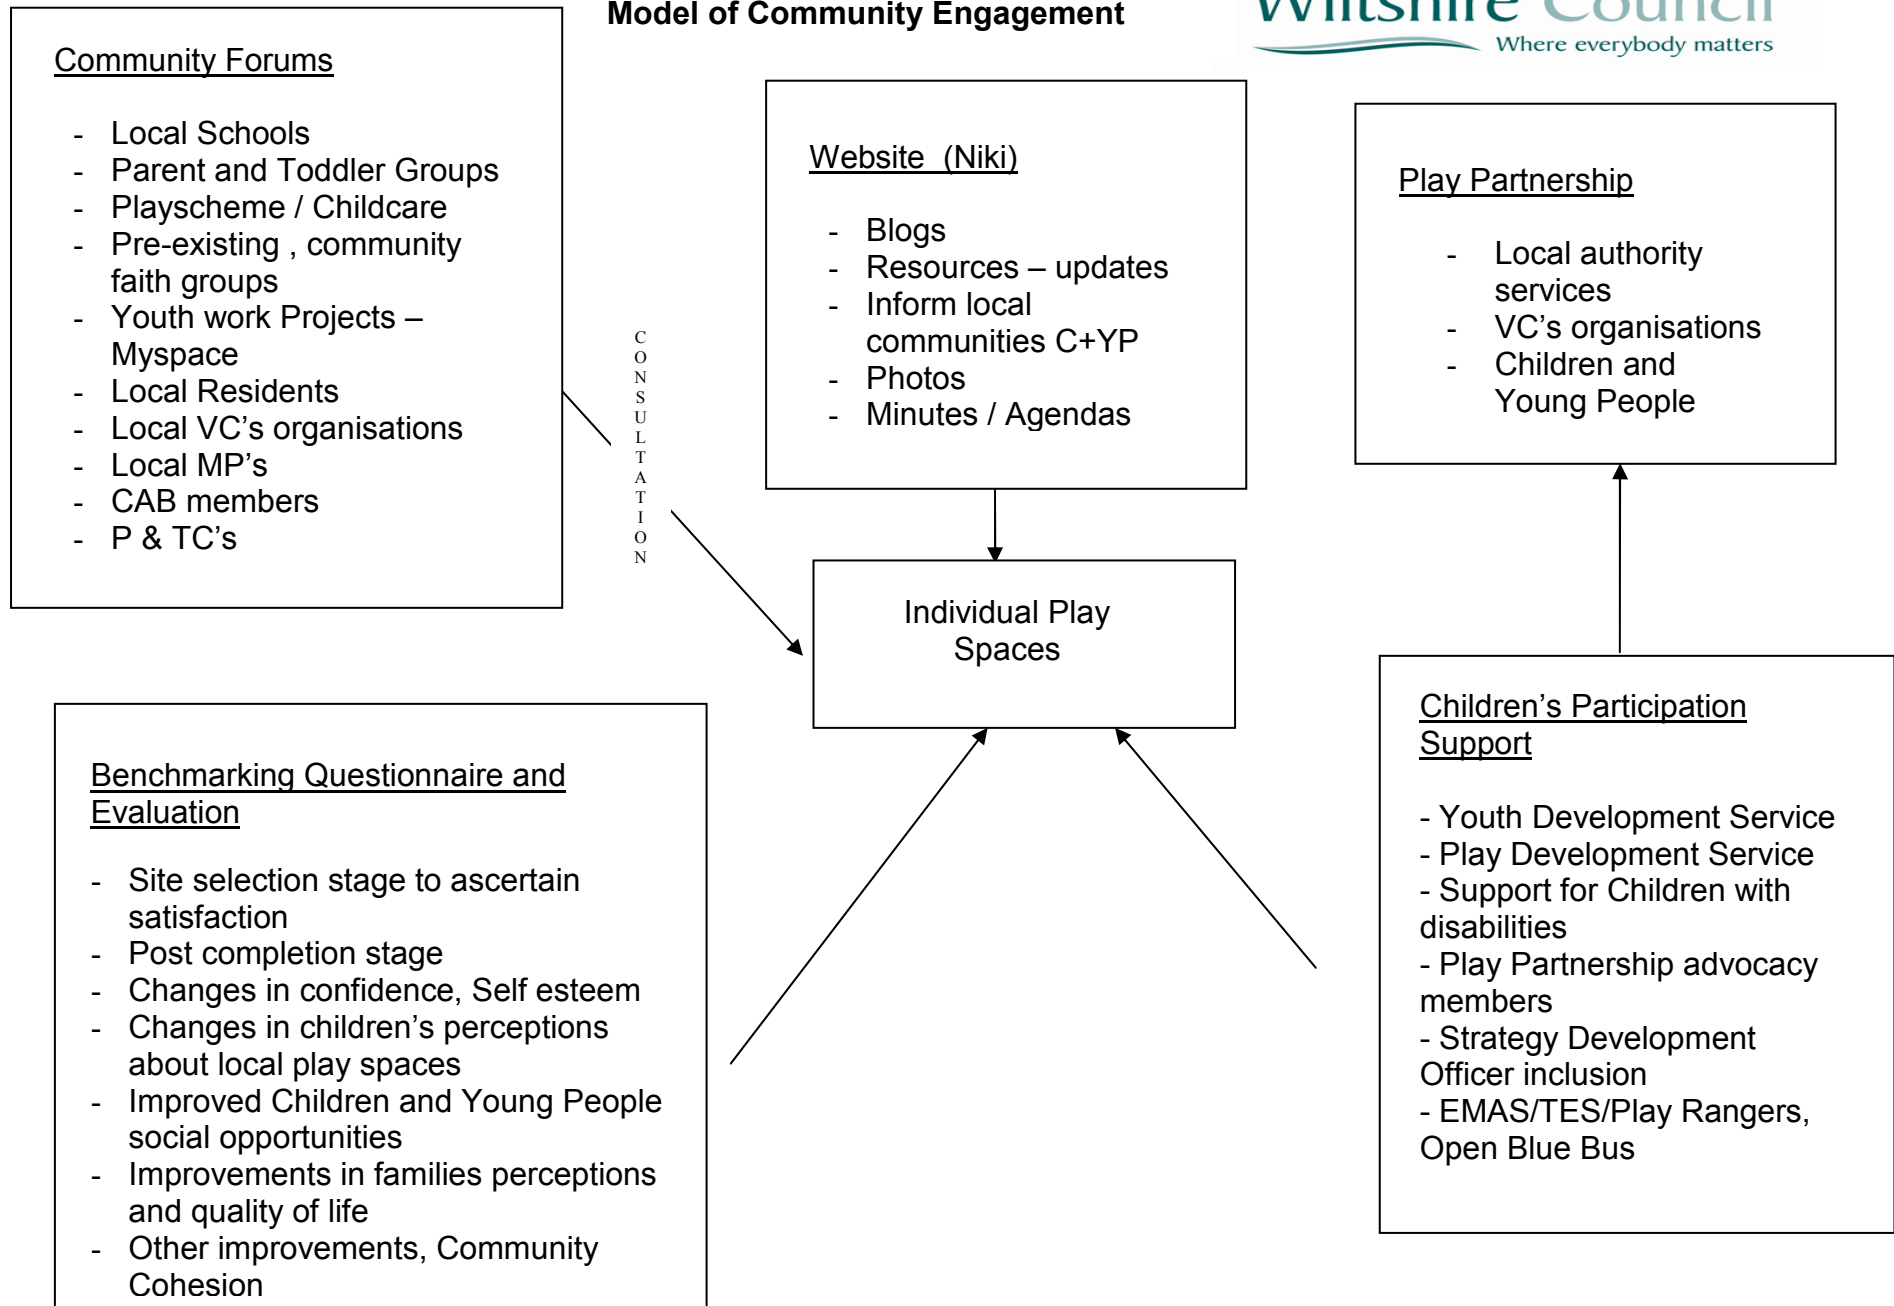 Model of Community Engagement
Wiltshire Council
Where everybody matters
Community Forums
- Local Schools
- Parent and Toddler Groups
- Playscheme / Childcare
- Pre-existing , community
faith groups
- Youth work Projects –
Myspace
- Local Residents
- Local VC’s organisations
- Local MP’s
- CAB members
- P & TC’s
CONSULTATION
Website (Niki)
- Blogs
- Resources – updates
- Inform local
communities C+YP
- Photos
- Minutes / Agendas
Play Partnership
- Local authority
services
- VC’s organisations
- Children and
Young People
Individual Play
Spaces
Benchmarking Questionnaire and
Evaluation
- Site selection stage to ascertain
satisfaction
- Post completion stage
- Changes in confidence, Self esteem
- Changes in children’s perceptions
about local play spaces
- Improved Children and Young People
social opportunities
- Improvements in families perceptions
and quality of life
- Other improvements, Community
Cohesion
Children’s Participation
Support
- Youth Development Service
- Play Development Service
- Support for Children with
disabilities
- Play Partnership advocacy
members
- Strategy Development
Officer inclusion
- EMAS/TES/Play Rangers,
Open Blue Bus